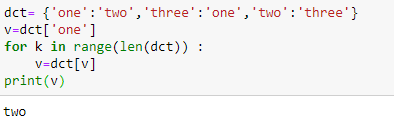 dct= {'one':'two','three':'one','two':'three'}
v=dct['one']
for k in range(len(dct)) :
    v=dct[v]
print(v)
two